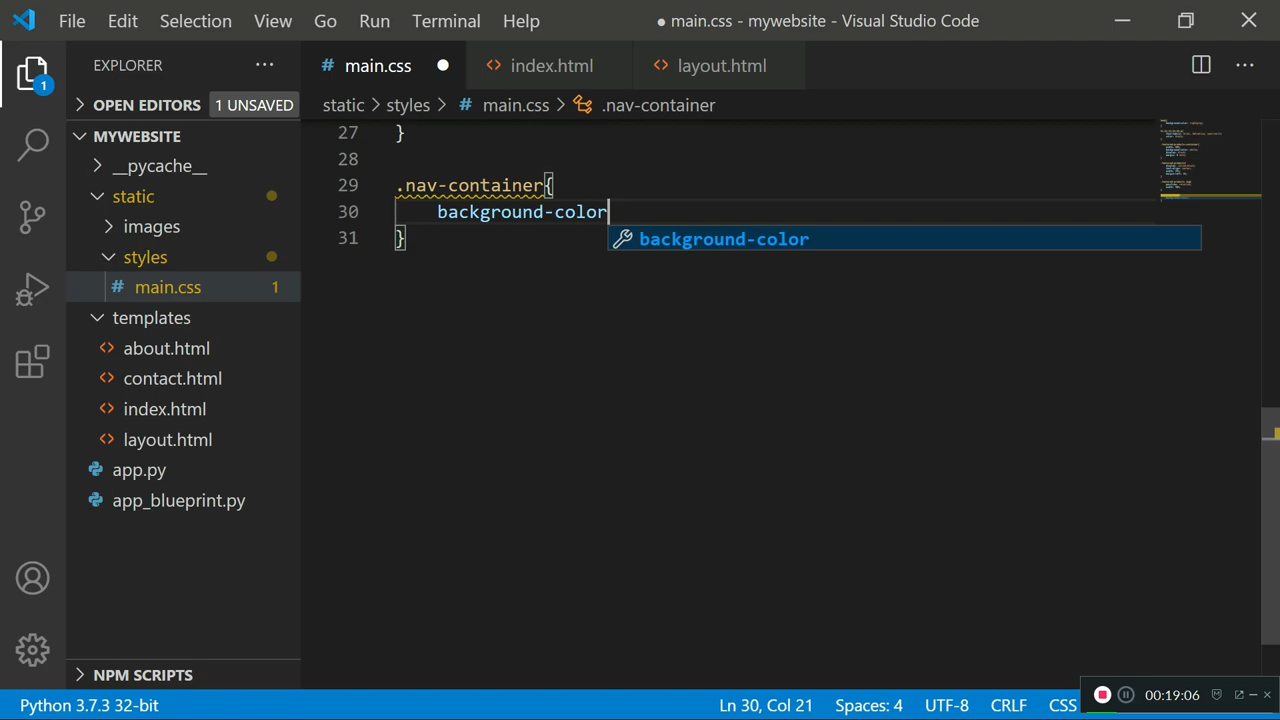 File Edit Selection View Go Run Terminal Help ● main.css - mywebsite - Visual Studio Code
EXPLORER
main.css index.html layout.html
OPEN EDITORS 1 UNSAVED
static > styles > # main.css > .nav-container
MYWEBSITE
__pycache__
static
images
styles
# main.css 1
templates
<> about.html
<> contact.html
<> index.html
<> layout.html
app.py
app_blueprint.py
NPM SCRIPTS
1
27 }
28
29 .nav-container{
30 background-color
31 }
background-color
Python 3.7.3 32-bit Ln 30, Col 21 Spaces: 4 UTF-8 CRLF CSS
00:19:06